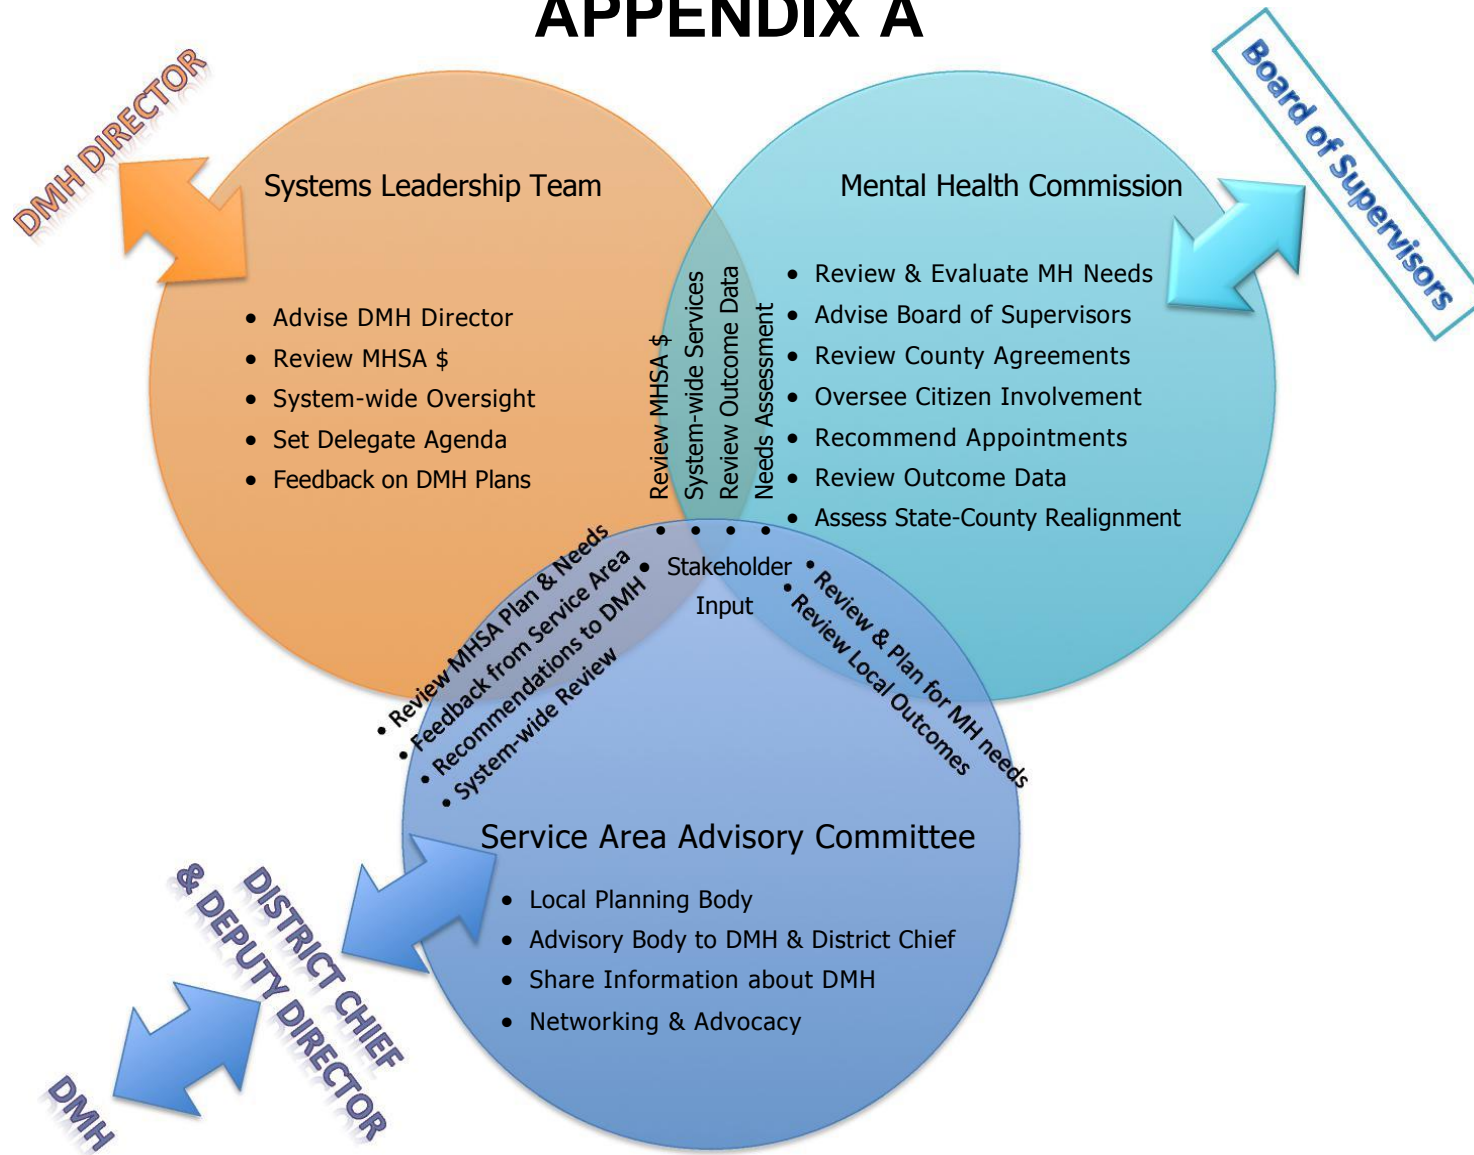 APPENDIX A
DMH DIRECTOR
Board of Supervisors
Systems Leadership Team
• Advise DMH Director
• Review MHSA $
• System-wide Oversight
• Set Delegate Agenda
• Feedback on DMH Plans
Mental Health Commission
• Review & Evaluate MH Needs
• Advise Board of Supervisors
• Review County Agreements
• Oversee Citizen Involvement
• Recommend Appointments
• Review Outcome Data
• Assess State-County Realignment
• Review MHSA $
• System-wide Services
• Review Outcome Data
• Needs Assessment
• Stakeholder
Input
• Review MHSA Plan & Needs
• Feedback from Service Area
• Recommendations to DMH
• System-wide Review
• Review & Plan for MH needs
• Review Local Outcomes
Service Area Advisory Committee
• Local Planning Body
• Advisory Body to DMH & District Chief
• Share Information about DMH
• Networking & Advocacy
DISTRICT CHIEF
& DEPUTY DIRECTOR
DMH